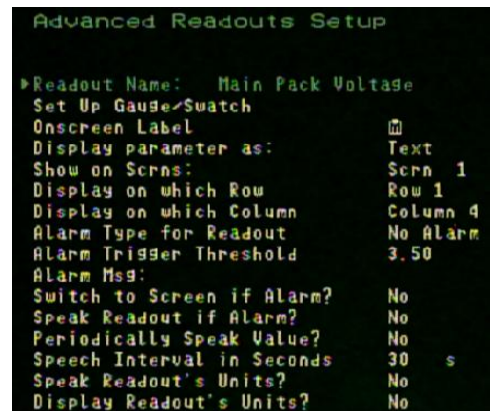 Advanced Readouts Setup
Readout Name: Main Pack Voltage
Set Up Gauge/Swatch
Onscreen Label
Display parameter as: Text
Show on Scrns: Scrn 1
Display on which Row Row 1
Display on which Column Column 4
Alarm Type for Readout No Alarm
Alarm Trigger Threshold 3.50
Alarm Msg:
Switch to Screen if Alarm? No
Speak Readout if Alarm? No
Periodically Speak Value? No
Speech Interval in Seconds 30 s
Speak Readout's Units? No
Display Readout's Units? No